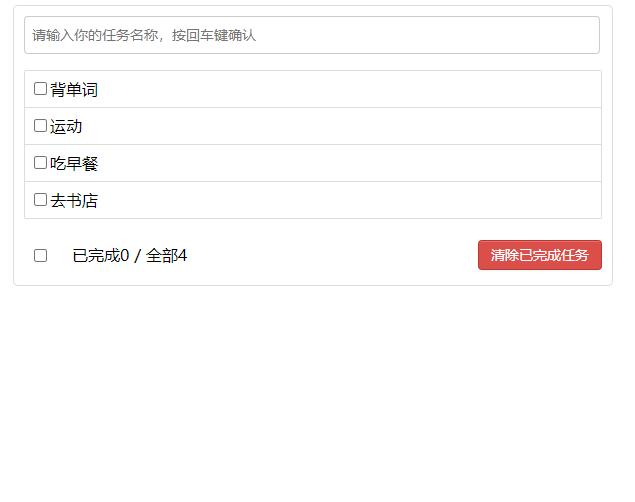 请输入你的任务名称，按回车键确认
背单词
运动
吃早餐
去书店
已完成0 / 全部4
清除已完成任务